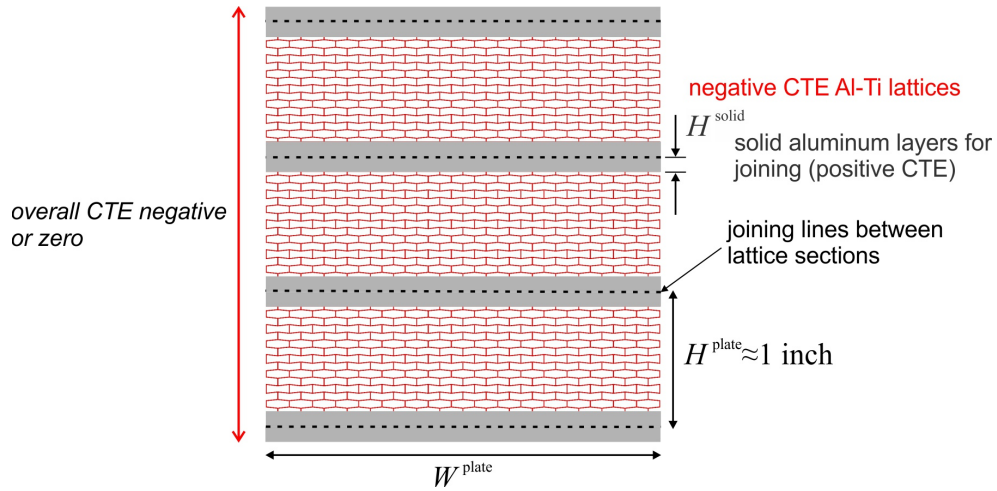 negative CTE Al-Ti lattices
H^solid
solid aluminum layers for
joining (positive CTE)
overall CTE negative
or zero
joining lines between
lattice sections
H^plate≈1 inch
W^plate